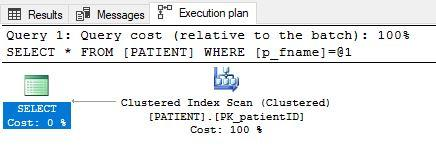 Results Messages Execution plan
Query 1: Query cost (relative to the batch): 100%
SELECT * FROM [PATIENT] WHERE [p_fname]=@1
SELECT
Cost: 0 %
Clustered Index Scan (Clustered)
[PATIENT].[PK_patientID]
Cost: 100 %